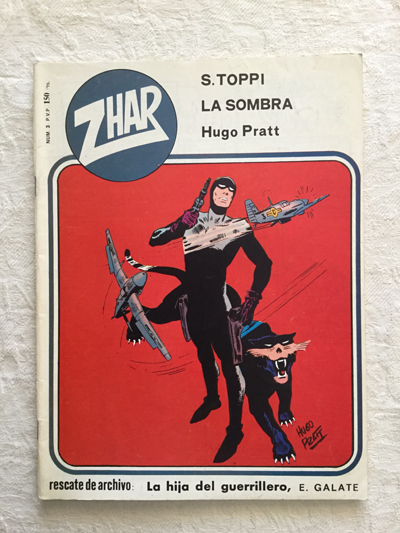 S. TOPPI
LA SOMBRA
Hugo Pratt
ZHAR
NUM 3 P.V.P 150 ptas
HUGO
PRATT
rescate de archivo: La hija del guerrillero, E. GALATE